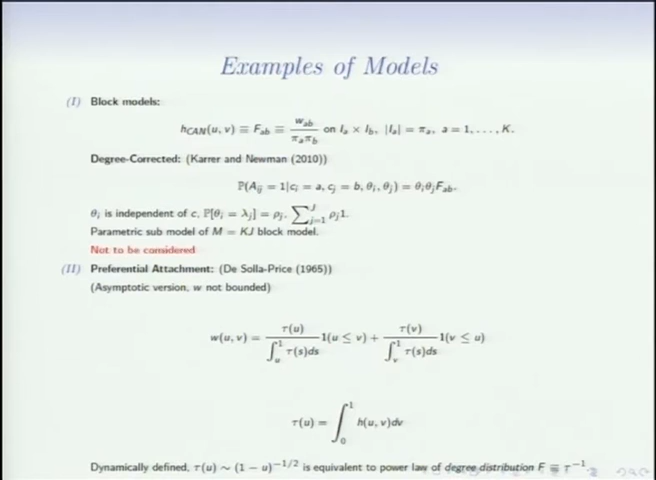 Examples of Models
(I) Block models:
h_CAN(u, v) ≡ F_ab ≡ w_ab / π_a π_b on I_a × I_b, |I_a| = π_a, a = 1, . . . , K.
Degree-Corrected: (Karrer and Newman (2010))
ℙ(A_ij = 1|c_i = a, c_j = b, θ_i, θ_j) = θ_i θ_j F_ab.
θ_i is independent of c, ℙ[θ_i = λ_j] = ρ_j, ∑_{j=1}^{J} ρ_j 1.
Parametric sub model of M = KJ block model.
Not to be considered
(II) Preferential Attachment: (De Solla-Price (1965))
(Asymptotic version, w not bounded)
w(u, v) = τ(u) / ∫_u^1 τ(s)ds 1(u ≤ v) + τ(v) / ∫_v^1 τ(s)ds 1(v ≤ u)
τ(u) = ∫_0^1 h(u, v)dv
Dynamically defined, τ(u) ∼ (1 − u)^{−1/2} is equivalent to power law of degree distribution F ≡ τ^{−1}.